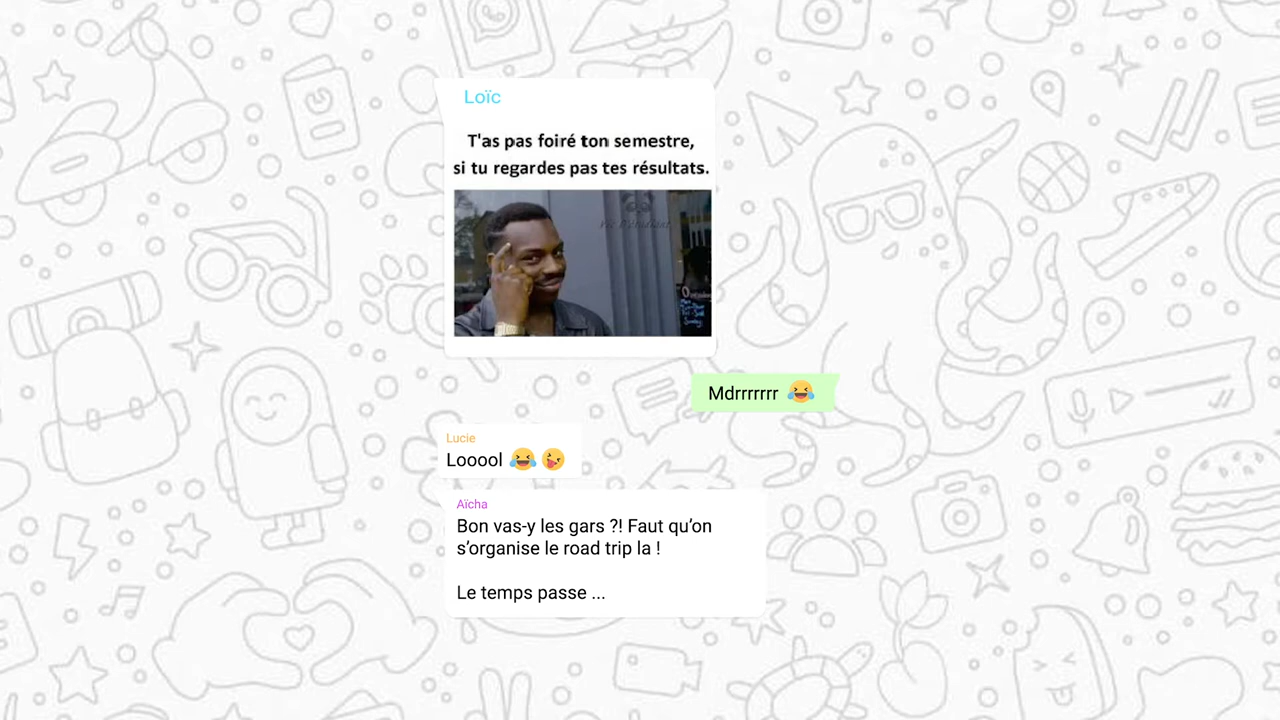 Loïc
T'as pas foiré ton semestre,
si tu regardes pas tes résultats.
Mdrrrrrrr 😂
Lucie
Looool 😂😜
Aïcha
Bon vas-y les gars ?! Faut qu’on
s’organise le road trip la !
Le temps passe ...